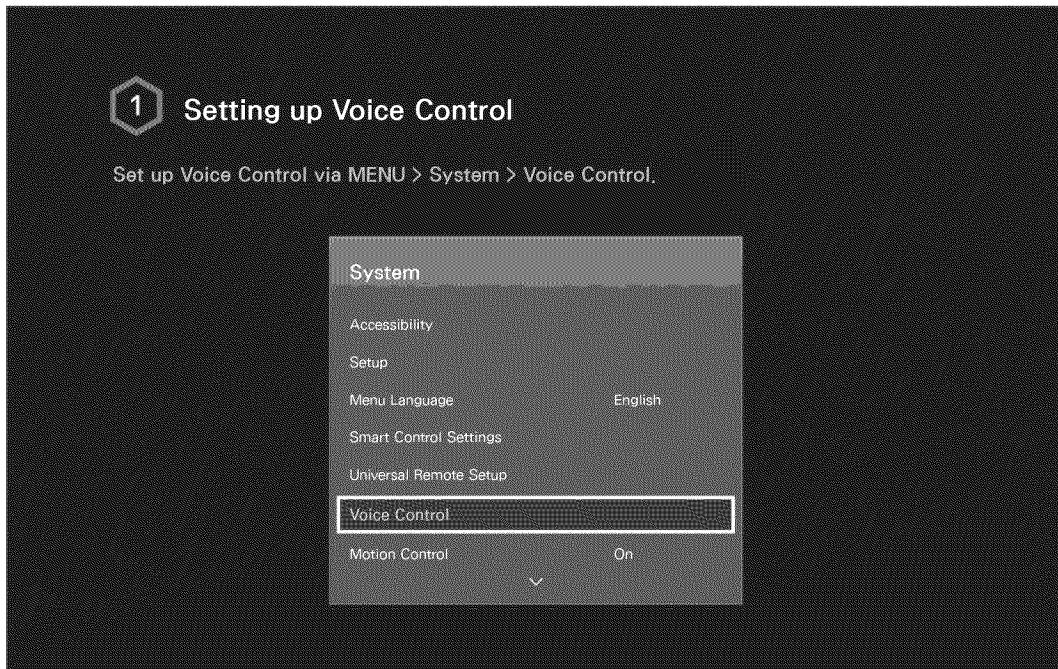 1 Setting up Voice Control
Set up Voice Control via MENU > System > Voice Control.
System
Accessibility
Setup
Menu Language English
Smart Control Settings
Universal Remote Setup
Voice Control
Motion Control On